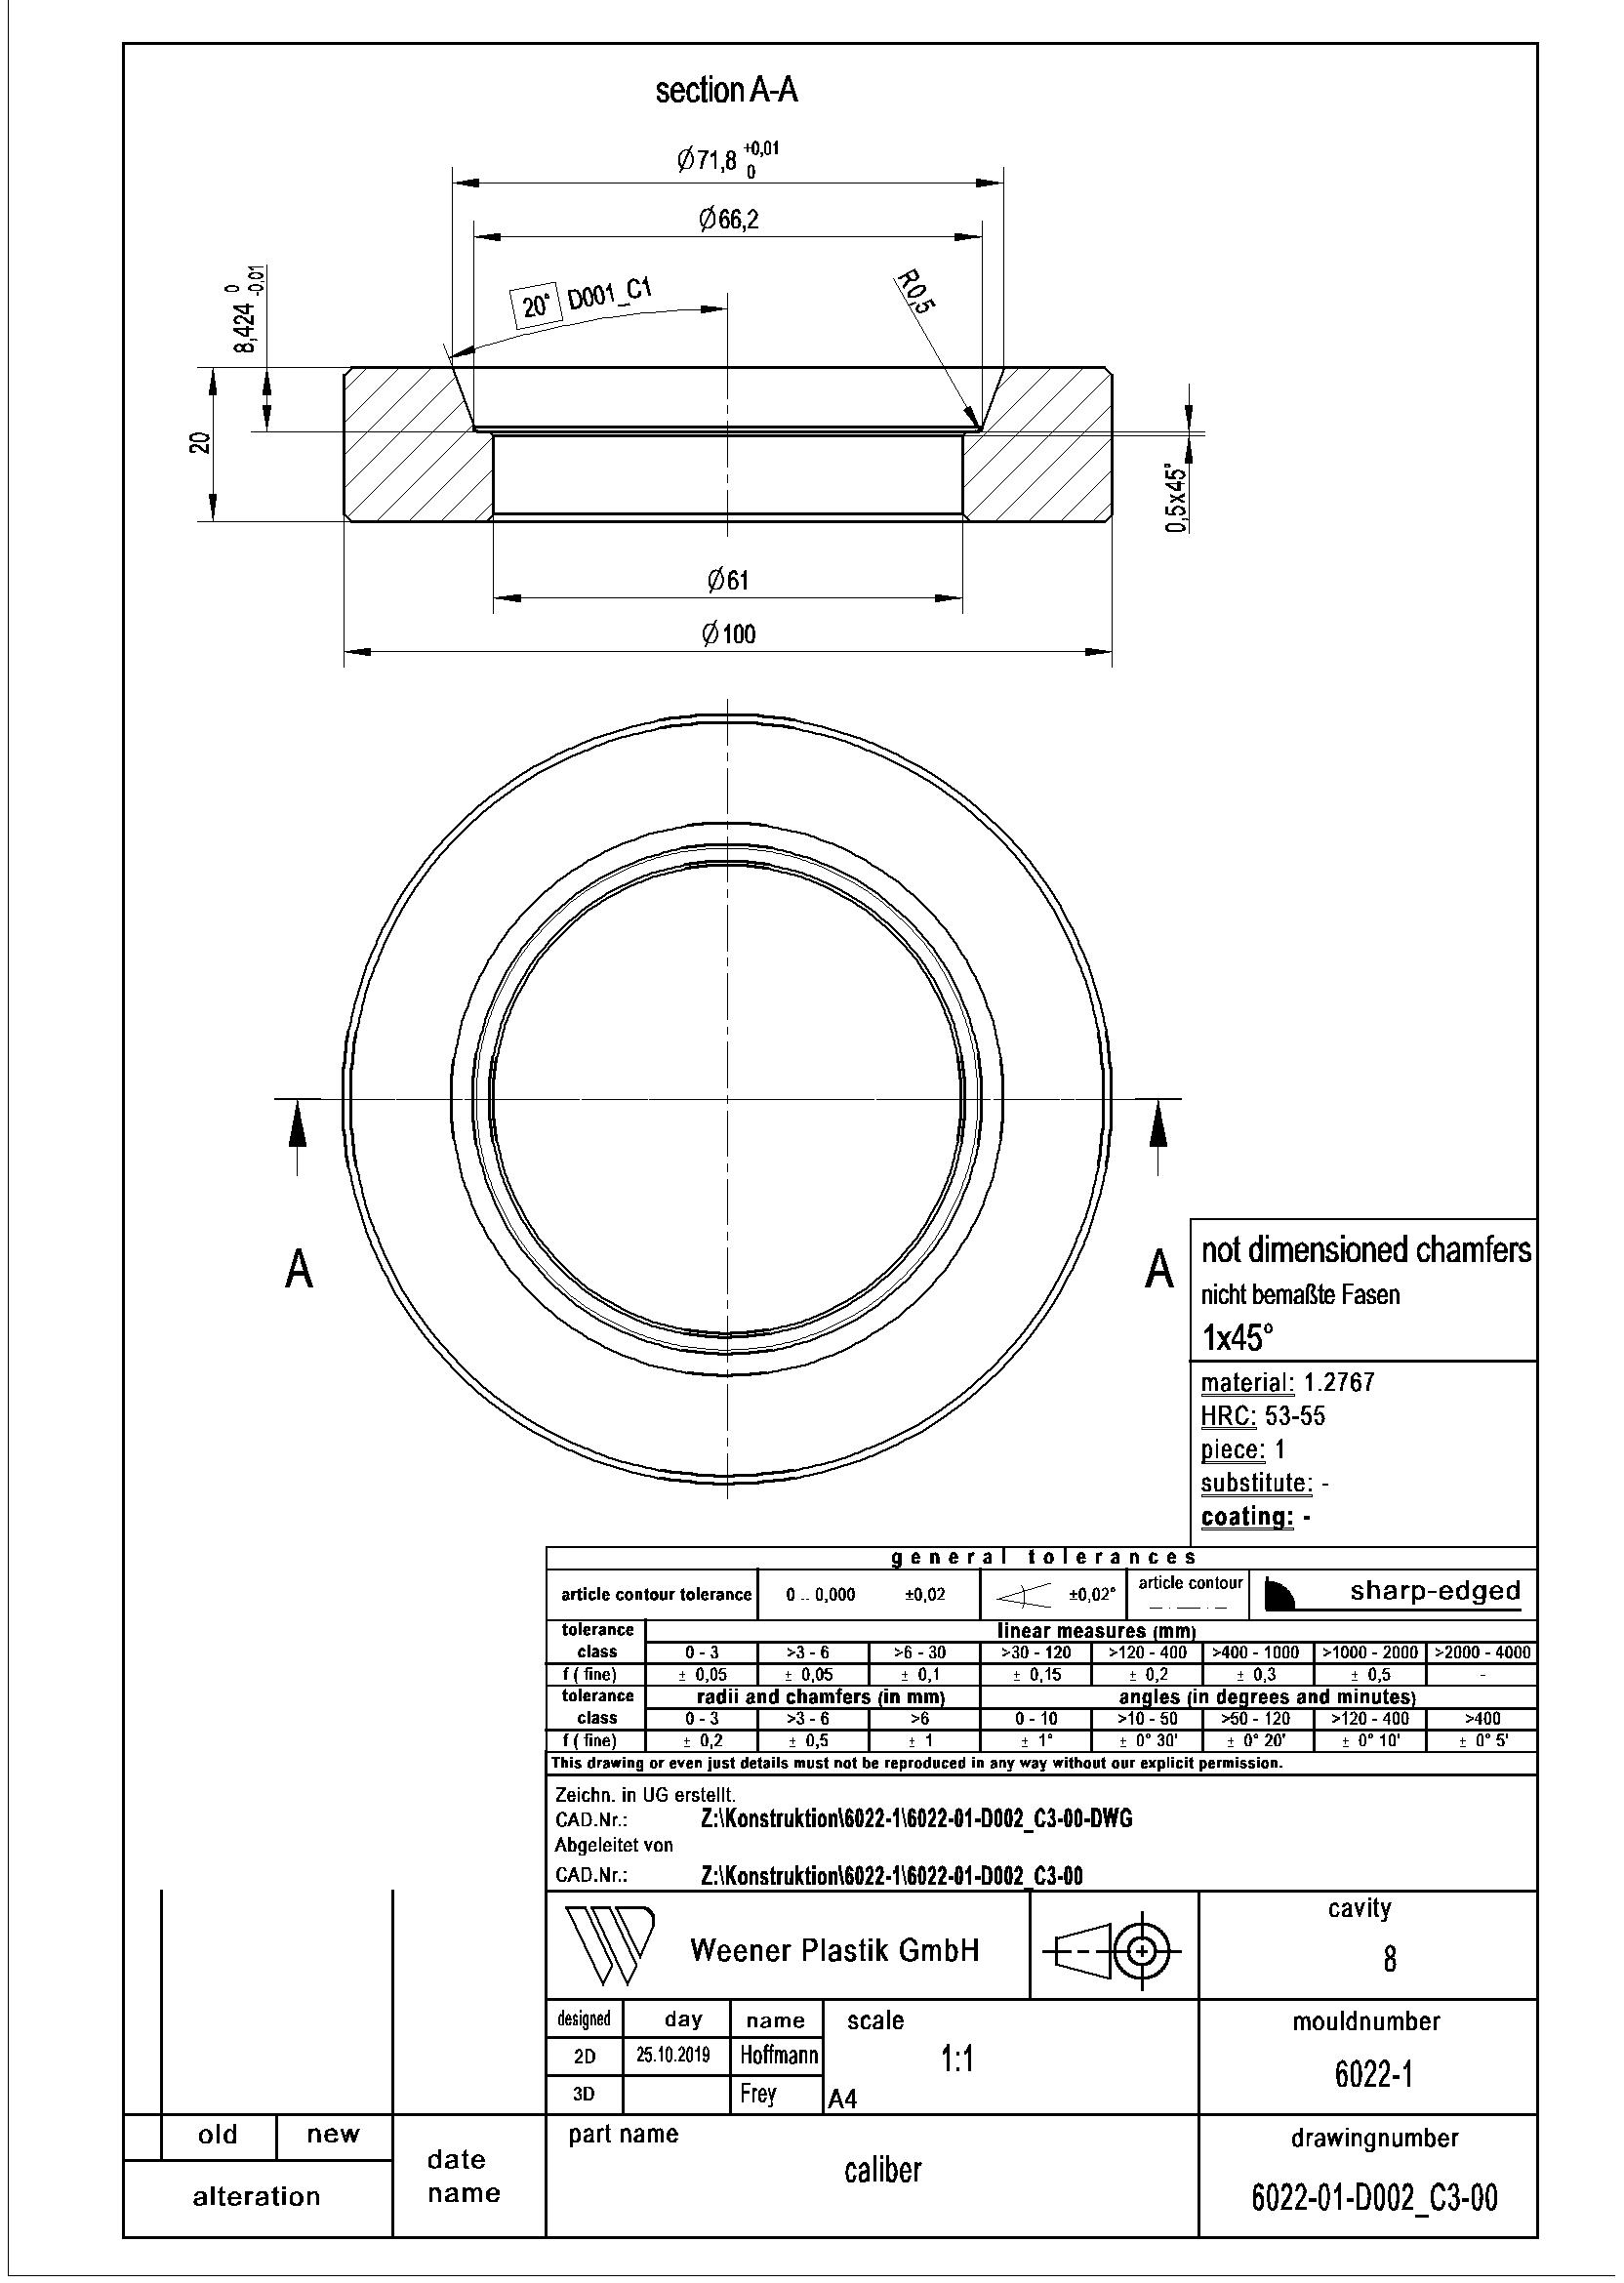 section A-A
⌀71,8 +0,01 0
⌀66,2
20° D001_C1
R0,5
8,424 0 -0,01
20
0,5x45°
⌀61
⌀100
A A
not dimensioned chamfers
nicht bemaßte Fasen
1x45°
material: 1.2767
HRC: 53-55
piece: 1
substitute: -
coating: -
general tolerances
article contour tolerance 0 .. 0,000 ±0,02 ±0,02° article contour sharp-edged
tolerance linear measures (mm)
class 0 - 3 >3 - 6 >6 - 30 >30 - 120 >120 - 400 >400 - 1000 >1000 - 2000 >2000 - 4000
f ( fine) ± 0,05 ± 0,05 ± 0,1 ± 0,15 ± 0,2 ± 0,3 ± 0,5 -
tolerance radii and chamfers (in mm) angles (in degrees and minutes)
class 0 - 3 >3 - 6 >6 0 - 10 >10 - 50 >50 - 120 >120 - 400 >400
f ( fine) ± 0,2 ± 0,5 ± 1 ± 1° ± 0° 30' ± 0° 20' ± 0° 10' ± 0° 5'
This drawing or even just details must not be reproduced in any way without our explicit permission.
Zeichn. in UG erstellt.
CAD.Nr.: Z:\Konstruktion\6022-1\6022-01-D002_C3-00-DWG
Abgeleitet von
CAD.Nr.: Z:\Konstruktion\6022-1\6022-01-D002_C3-00
Weener Plastik GmbH
cavity
8
designed day name scale
2D 25.10.2019 Hoffmann 1:1
3D Frey A4
mouldnumber
6022-1
old new
alteration
date
name
part name
caliber
drawingnumber
6022-01-D002_C3-00